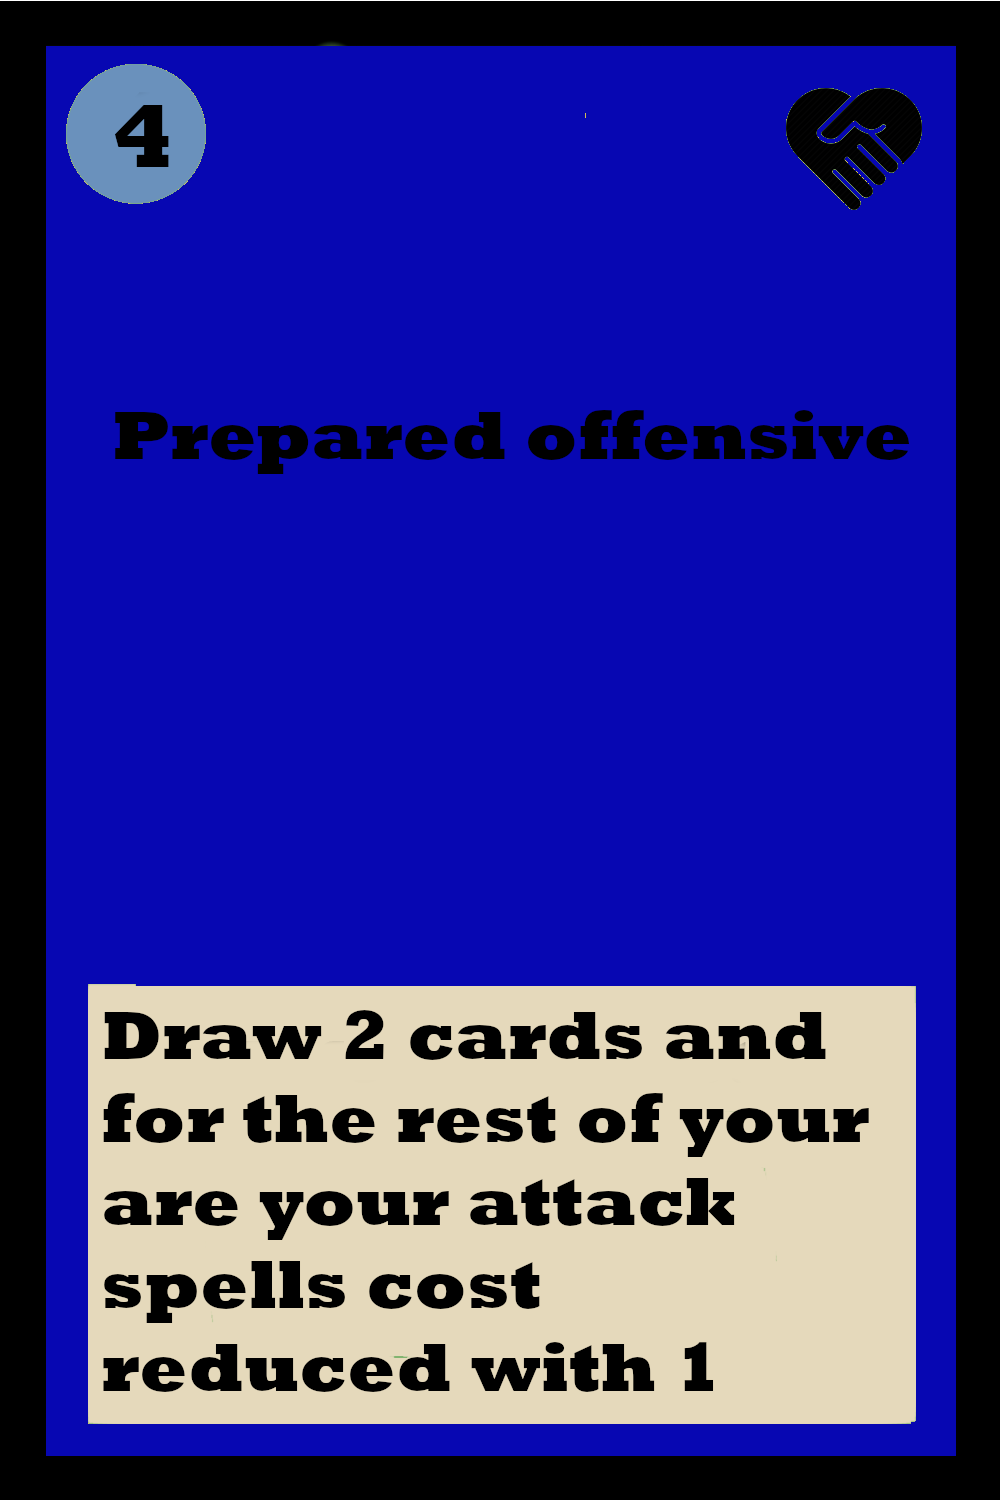 4
Prepared offensive
Draw 2 cards and
for the rest of your
are your attack
spells cost
reduced with 1